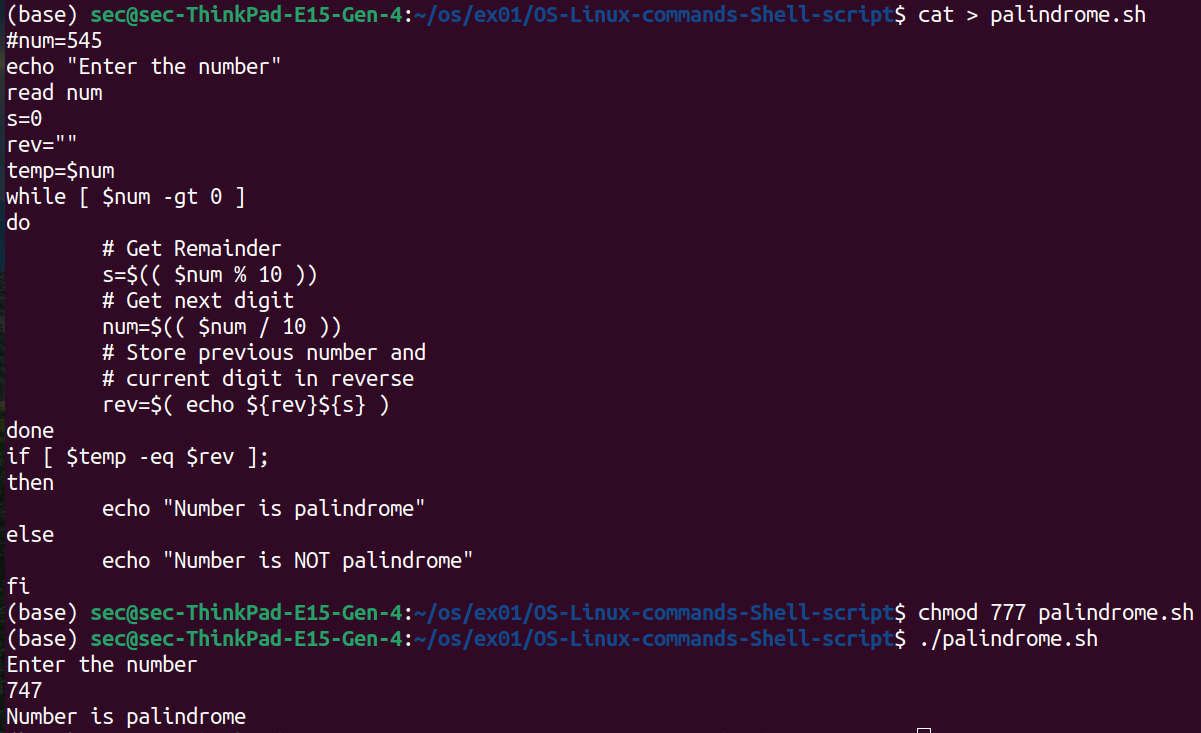 (base) sec@sec-ThinkPad-E15-Gen-4:~/os/ex01/OS-Linux-commands-Shell-script$ cat > palindrome.sh
#num=545
echo "Enter the number"
read num
s=0
rev=""
temp=$num
while [ $num -gt 0 ]
do
        # Get Remainder
        s=$(( $num % 10 ))
        # Get next digit
        num=$(( $num / 10 ))
        # Store previous number and
        # current digit in reverse
        rev=$( echo ${rev}${s} )
done
if [ $temp -eq $rev ];
then
        echo "Number is palindrome"
else
        echo "Number is NOT palindrome"
fi
(base) sec@sec-ThinkPad-E15-Gen-4:~/os/ex01/OS-Linux-commands-Shell-script$ chmod 777 palindrome.sh
(base) sec@sec-ThinkPad-E15-Gen-4:~/os/ex01/OS-Linux-commands-Shell-script$ ./palindrome.sh
Enter the number
747
Number is palindrome